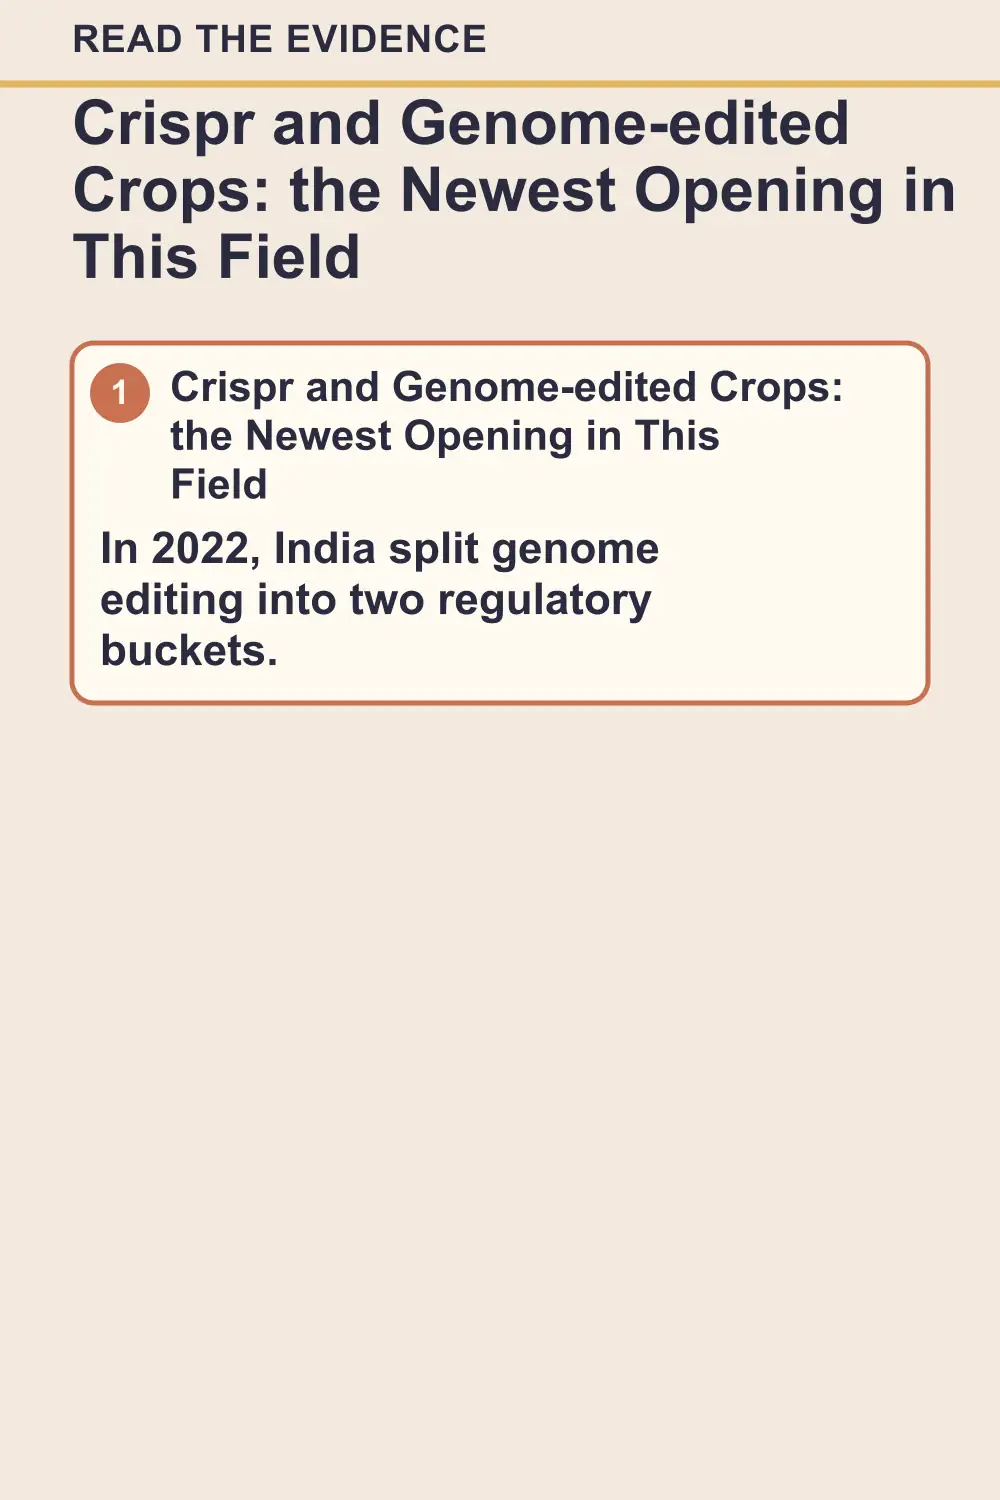 READ THE EVIDENCE
Crispr and Genome-edited
Crops: the Newest Opening in
This Field
1
Crispr and Genome-edited Crops:
the Newest Opening in This
Field
In 2022, India split genome
editing into two regulatory
buckets.